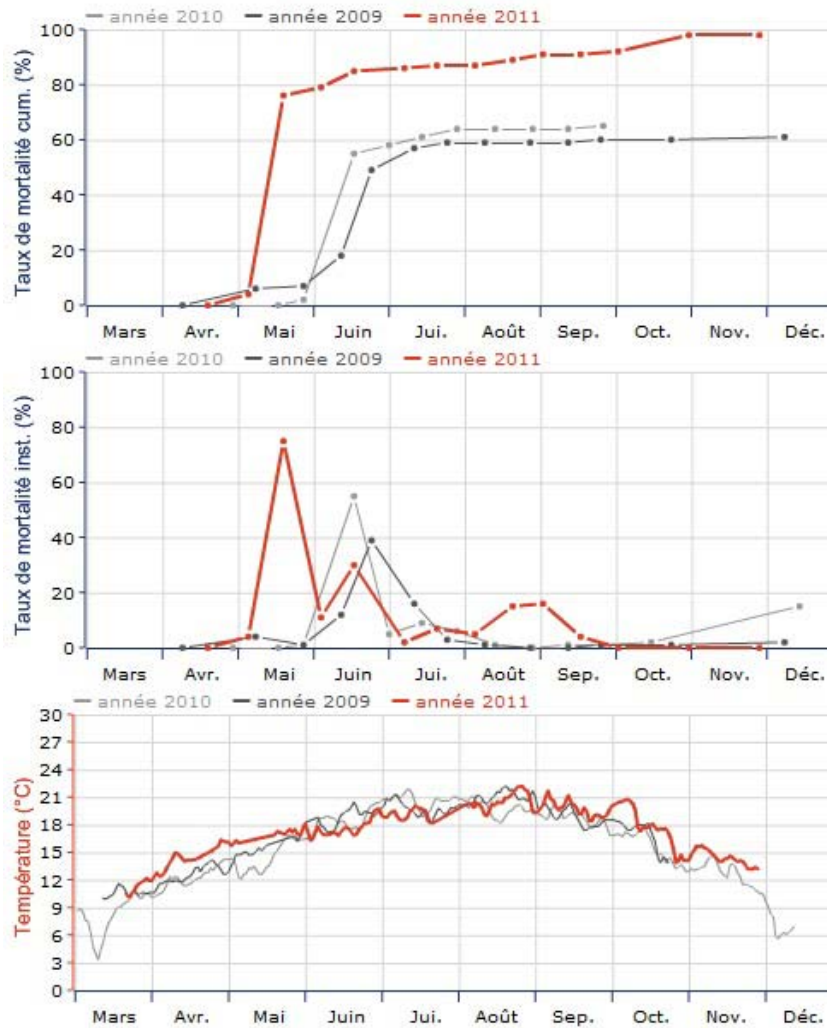 année 2010 année 2009 année 2011
Taux de mortalité cum. (%)
100
80
60
40
20
0
Mars Avr. Mai Juin Jui. Août Sep. Oct. Nov. Déc.
année 2010 année 2009 année 2011
Taux de mortalité inst. (%)
100
80
60
40
20
0
Mars Avr. Mai Juin Jui. Août Sep. Oct. Nov. Déc.
année 2010 année 2009 année 2011
Température (°C)
30
27
24
21
18
15
12
9
6
3
0
Mars Avr. Mai Juin Jui. Août Sep. Oct. Nov. Déc.